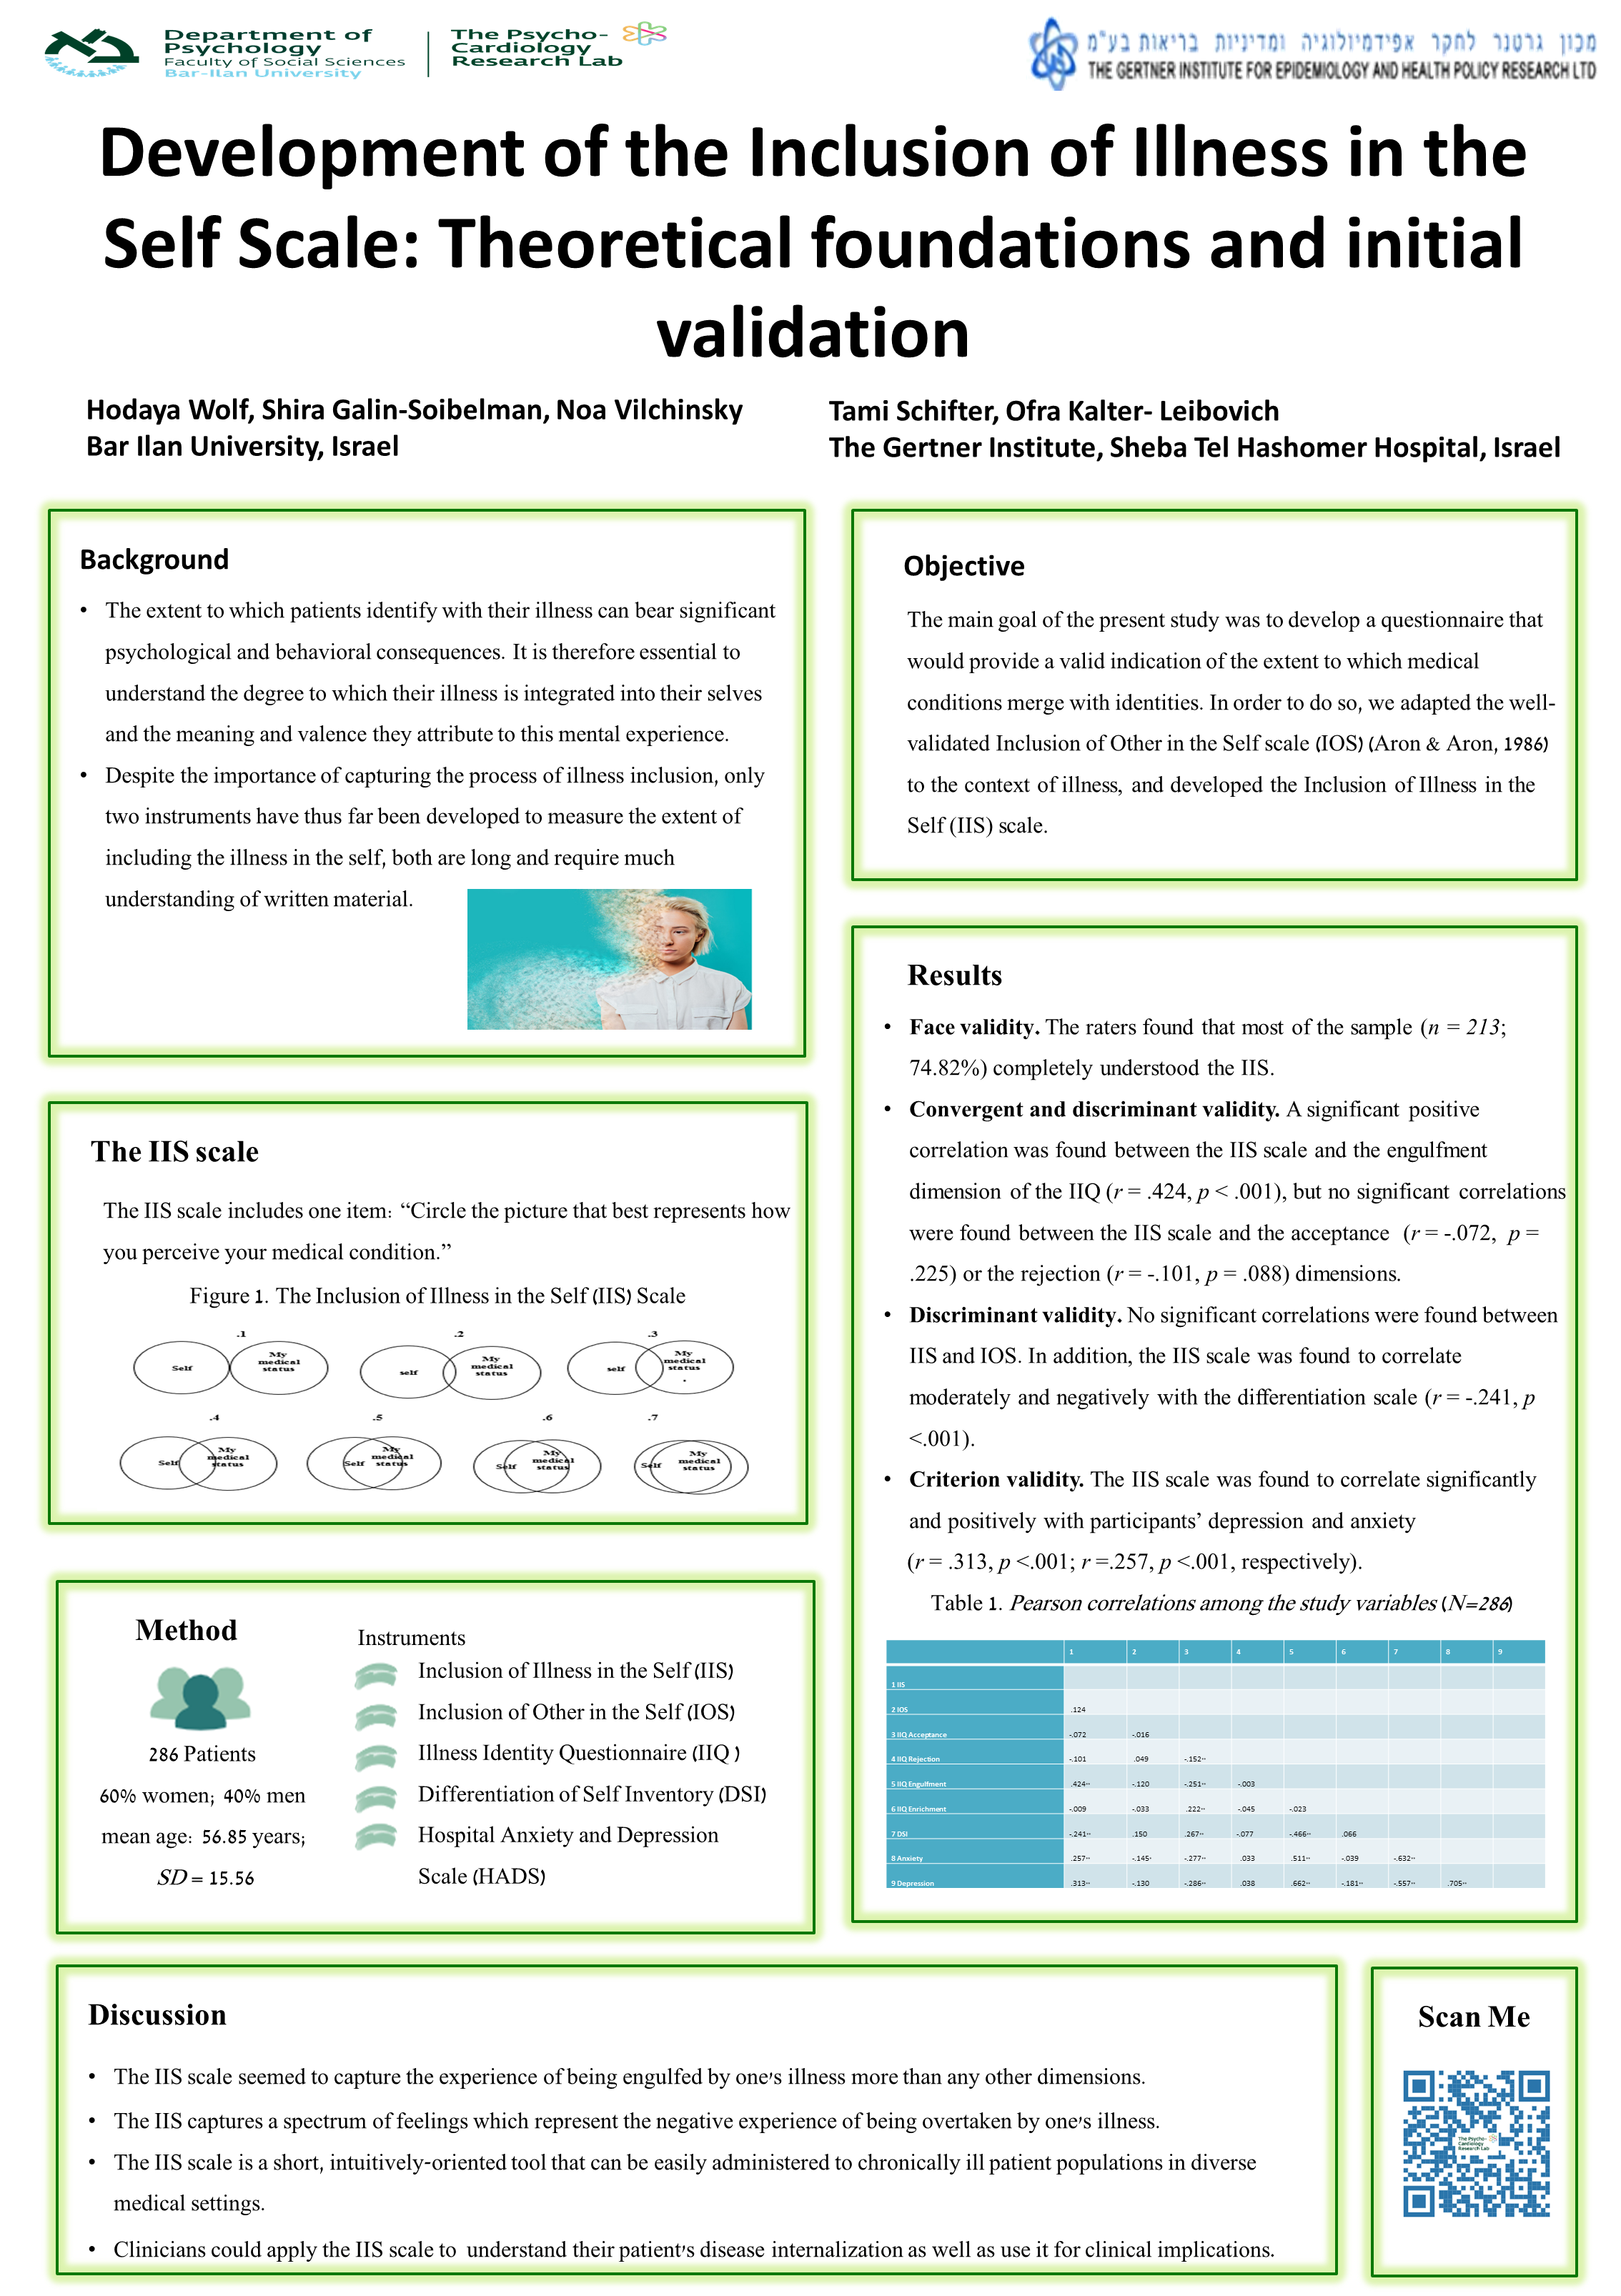 Department of
Psychology
Faculty of Social Sciences
Bar-Ilan University
The Psycho-
Cardiology
Research Lab
מכון גרטנר לחקר אפידמיולוגיה ומדיניות בריאות בע"מ
THE GERTNER INSTITUTE FOR EPIDEMIOLOGY AND HEALTH POLICY RESEARCH LTD
Development of the Inclusion of Illness in the
Self Scale: Theoretical foundations and initial
validation
Hodaya Wolf, Shira Galin-Soibelman, Noa Vilchinsky
Bar Ilan University, Israel
Tami Schifter, Ofra Kalter- Leibovich
The Gertner Institute, Sheba Tel Hashomer Hospital, Israel
Background
• The extent to which patients identify with their illness can bear significant
psychological and behavioral consequences. It is therefore essential to
understand the degree to which their illness is integrated into their selves
and the meaning and valence they attribute to this mental experience.
• Despite the importance of capturing the process of illness inclusion, only
two instruments have thus far been developed to measure the extent of
including the illness in the self, both are long and require much
understanding of written material.
Objective
The main goal of the present study was to develop a questionnaire that
would provide a valid indication of the extent to which medical
conditions merge with identities. In order to do so, we adapted the well-
validated Inclusion of Other in the Self scale (IOS) (Aron & Aron, 1986)
to the context of illness, and developed the Inclusion of Illness in the
Self (IIS) scale.
The IIS scale
The IIS scale includes one item: “Circle the picture that best represents how
you perceive your medical condition.”
Figure 1. The Inclusion of Illness in the Self (IIS) Scale
.1 .2 .3
Self My medical status
self My medical status
self My medical status .
.4 .5 .6 .7
Self My medical status
Self My medical status
Self My medical status
Self My medical status
Method
286 Patients
60% women; 40% men
mean age: 56.85 years;
SD = 15.56
Instruments
Inclusion of Illness in the Self (IIS)
Inclusion of Other in the Self (IOS)
Illness Identity Questionnaire (IIQ )
Differentiation of Self Inventory (DSI)
Hospital Anxiety and Depression
Scale (HADS)
Results
• Face validity. The raters found that most of the sample (n = 213;
74.82%) completely understood the IIS.
• Convergent and discriminant validity. A significant positive
correlation was found between the IIS scale and the engulfment
dimension of the IIQ (r = .424, p < .001), but no significant correlations
were found between the IIS scale and the acceptance (r = -.072, p =
.225) or the rejection (r = -.101, p = .088) dimensions.
• Discriminant validity. No significant correlations were found between
IIS and IOS. In addition, the IIS scale was found to correlate
moderately and negatively with the differentiation scale (r = -.241, p
<.001).
• Criterion validity. The IIS scale was found to correlate significantly
and positively with participants’ depression and anxiety
(r = .313, p <.001; r =.257, p <.001, respectively).
Table 1. Pearson correlations among the study variables (N=286)
1 2 3 4 5 6 7 8 9
1 IIS
2 IOS .124
3 IIQ Acceptance -.072 -.016
4 IIQ Rejection -.101 .049 -.152**
5 IIQ Engulfment .424** -.120 -.251** -.003
6 IIQ Enrichment -.009 -.033 .222** -.045 -.023
7 DSI -.241** .150 .267** -.077 -.466** .066
8 Anxiety .257** -.145* -.277** .033 .511** -.039 -.632**
9 Depression .313** -.130 -.286** .038 .662** -.181** -.557** .705**
Discussion
• The IIS scale seemed to capture the experience of being engulfed by one's illness more than any other dimensions.
• The IIS captures a spectrum of feelings which represent the negative experience of being overtaken by one's illness.
• The IIS scale is a short, intuitively-oriented tool that can be easily administered to chronically ill patient populations in diverse
medical settings.
• Clinicians could apply the IIS scale to understand their patient's disease internalization as well as use it for clinical implications.
Scan Me
The Psycho-
Cardiology
Research Lab